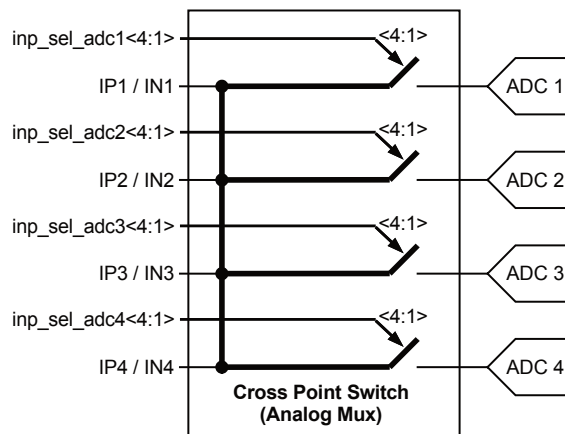 inp_sel_adc1<4:1> <4:1>
IP1 / IN1 ADC 1
inp_sel_adc2<4:1> <4:1>
IP2 / IN2 ADC 2
inp_sel_adc3<4:1> <4:1>
IP3 / IN3 ADC 3
inp_sel_adc4<4:1> <4:1>
IP4 / IN4 ADC 4
Cross Point Switch
(Analog Mux)